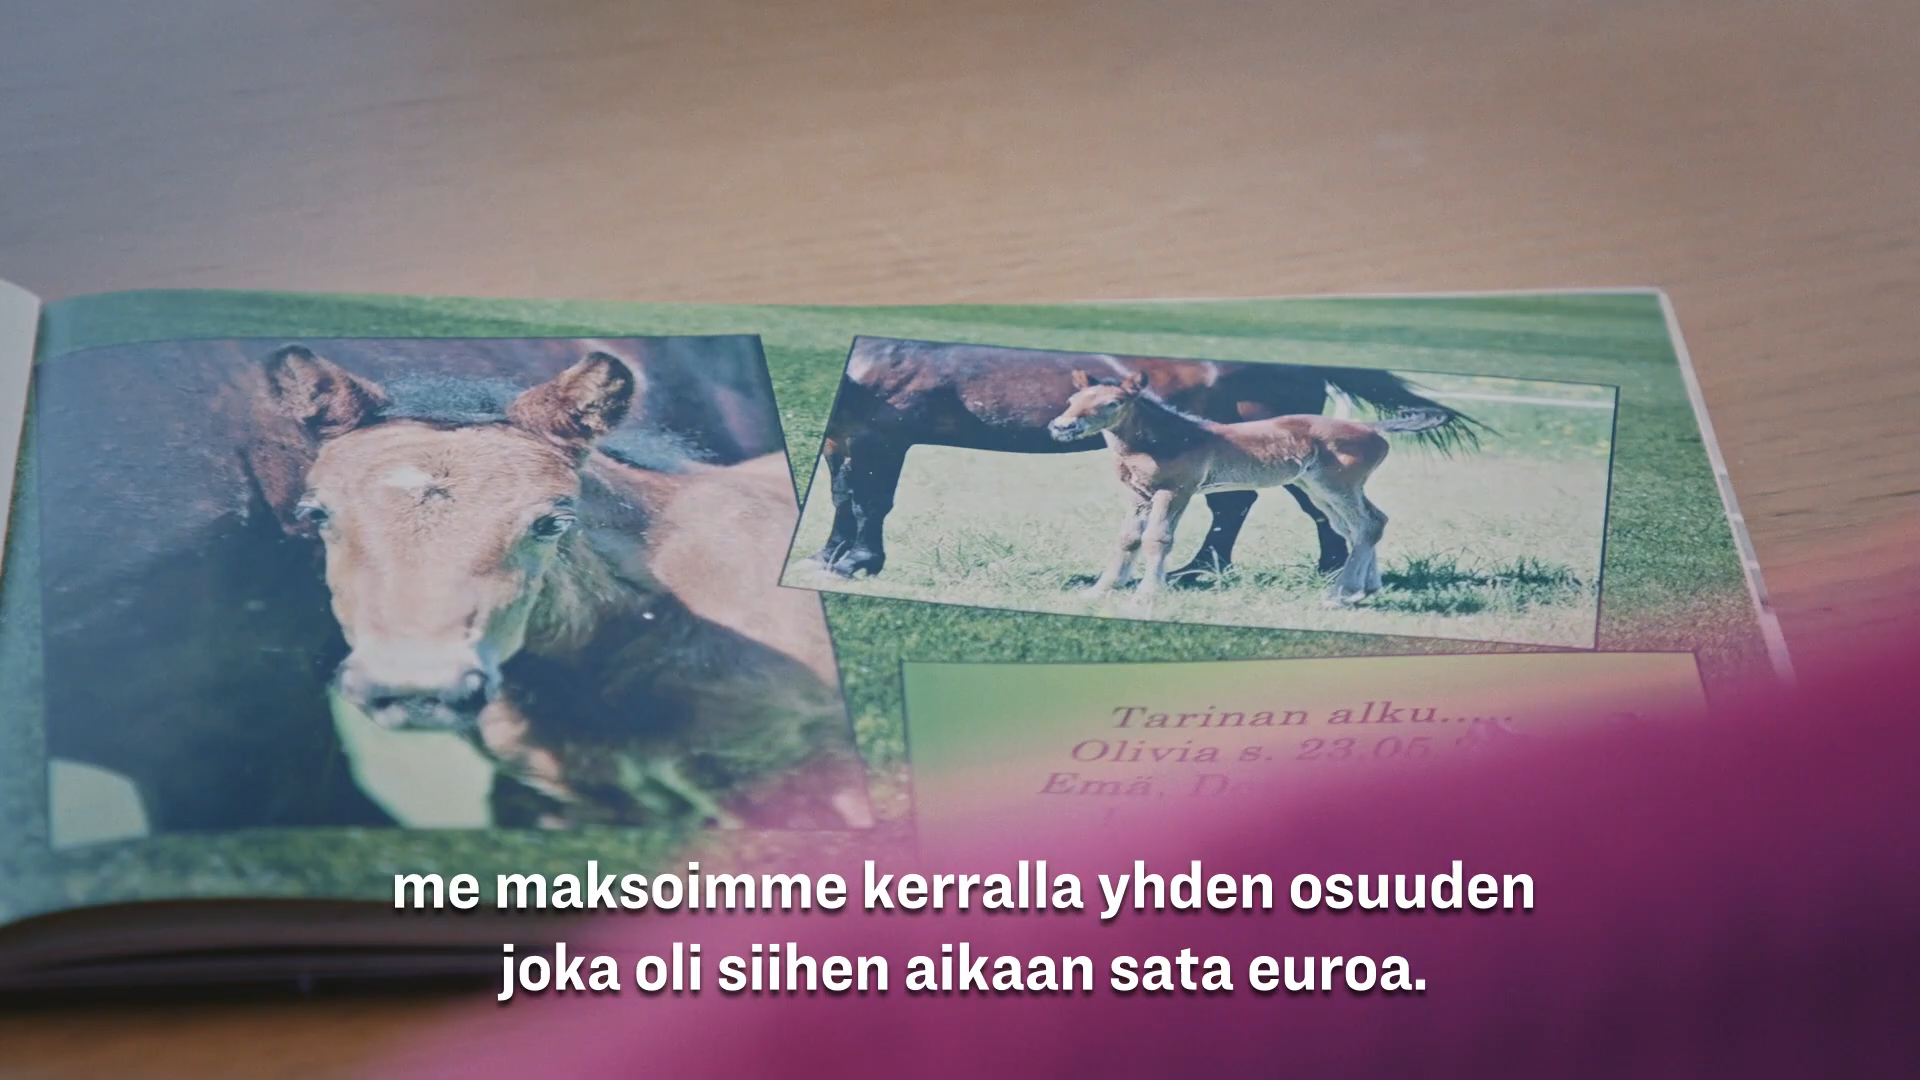 Tarinan alku.....
Olivia s. 23.05.
Emä,
me maksoimme kerralla yhden osuuden
joka oli siihen aikaan sata euroa.